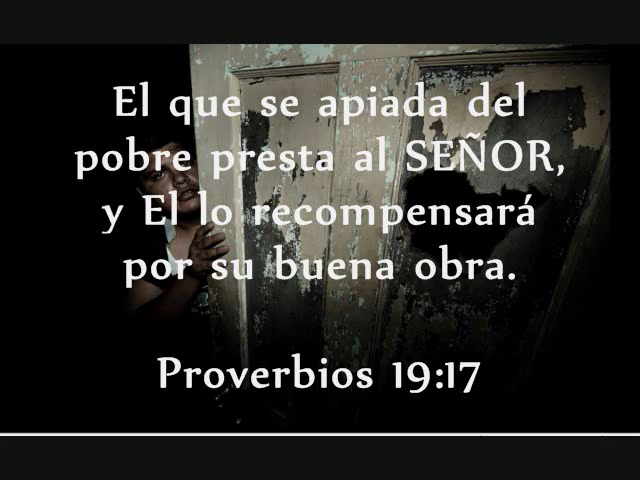 El que se apiada del
pobre presta al SEÑOR,
y El lo recompensará
por su buena obra.
Proverbios 19:17